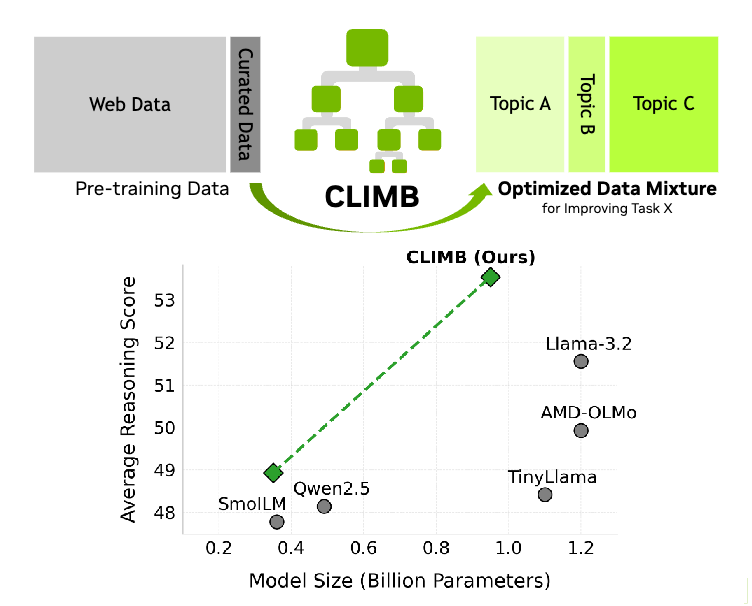 Web Data
Curated Data
Topic A
Topic B
Topic C
Pre-training Data
CLIMB
Optimized Data Mixture
for Improving Task X
CLIMB (Ours)
Average Reasoning Score
53
52
51
50
49
48
Llama-3.2
AMD-OLMo
TinyLlama
Qwen2.5
SmolLM
0.2
0.4
0.6
0.8
1.0
1.2
Model Size (Billion Parameters)